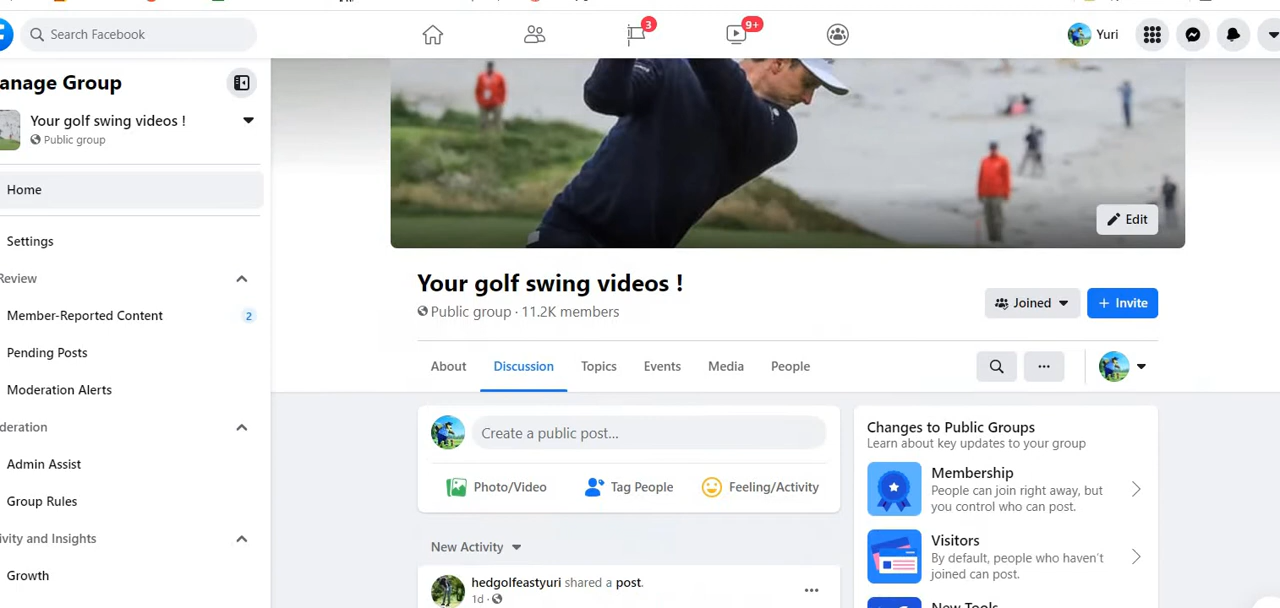 Search Facebook
3
9+
Yuri
anage Group
Your golf swing videos !
Public group
Home
Settings
Review
Member-Reported Content 2
Pending Posts
Moderation Alerts
deration
Admin Assist
Group Rules
ivity and Insights
Growth
Edit
Your golf swing videos !
Public group · 11.2K members
Joined
+ Invite
About Discussion Topics Events Media People
Create a public post...
Photo/Video Tag People Feeling/Activity
New Activity
hedgolfeastyuri shared a post.
1d ·
Changes to Public Groups
Learn about key updates to your group
Membership
People can join right away, but
you control who can post.
Visitors
By default, people who haven't
joined can post.
New Tools